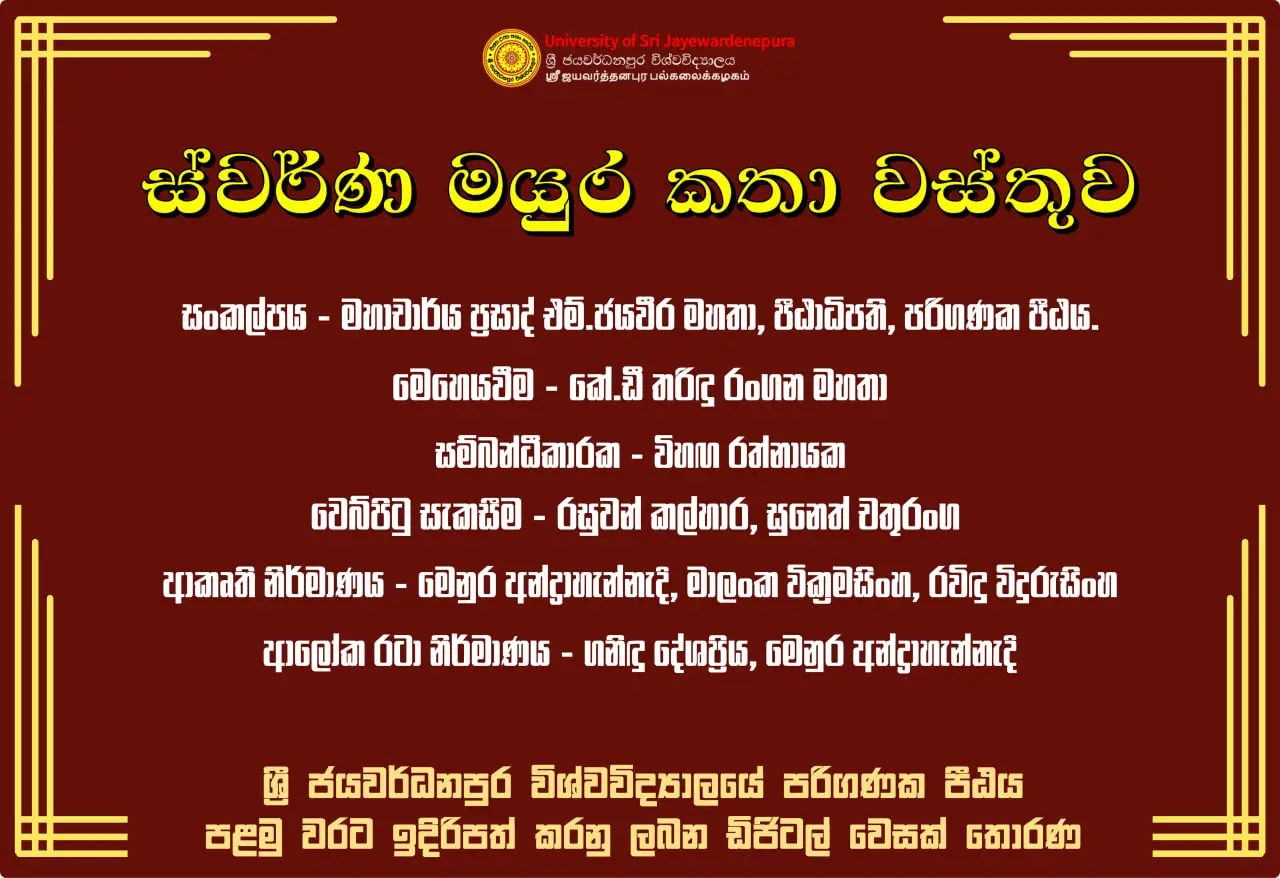 University of Sri Jayewardenepura
ශ්‍රී ජයවර්ධනපුර විශ්වවිද්‍යාලය
ஸ்ரீ ஜயவர்த்தனபுர பல்கலைக்கழகம்
ස්වර්ණ මයුර කතා වස්තුව
සංකල්පය - මහාචාර්ය ප්‍රසාද් එම්.ජයවීර මහතා, පීඨාධිපති, පරිගණක පීඨය.
මෙහෙයවීම - කේ.ඩී තරිඳු රංගන මහතා
සම්බන්ධීකාරක - විහඟ රත්නායක
වෙබ්පිටු සැකසීම - රසුවන් කල්හාර, සුනෙත් චතුරංග
ආකෘති නිර්මාණය - මෙනුර අන්ද්‍රාහැන්නැදි, මාලංක වික්‍රමසිංහ, රවිඳු විදුරුසිංහ
ආලෝක රටා නිර්මාණය - ගනිඳු දේශප්‍රිය, මෙනුර අන්ද්‍රාහැන්නැදි
ශ්‍රී ජයවර්ධනපුර විශ්වවිද්‍යාලයේ පරිගණක පීඨය
පළමු වරට ඉදිරිපත් කරනු ලබන ඩිජිටල් වෙසක් තොරණ